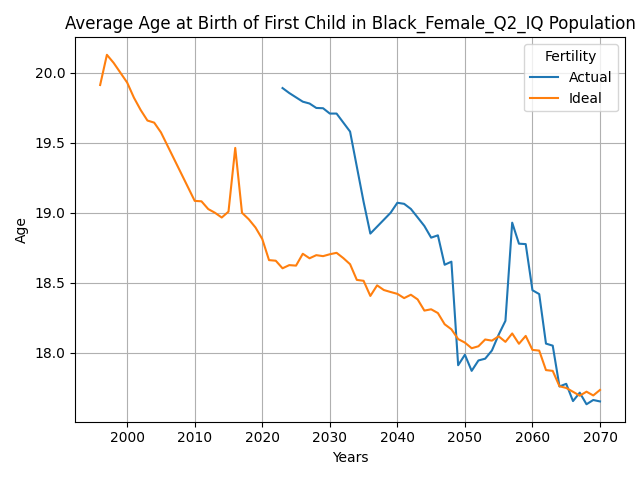 Average Age at Birth of First Child in Black_Female_Q2_IQ Population
Fertility
Actual
Ideal
20.0
19.5
19.0
18.5
18.0
Age
2000 2010 2020 2030 2040 2050 2060 2070
Years